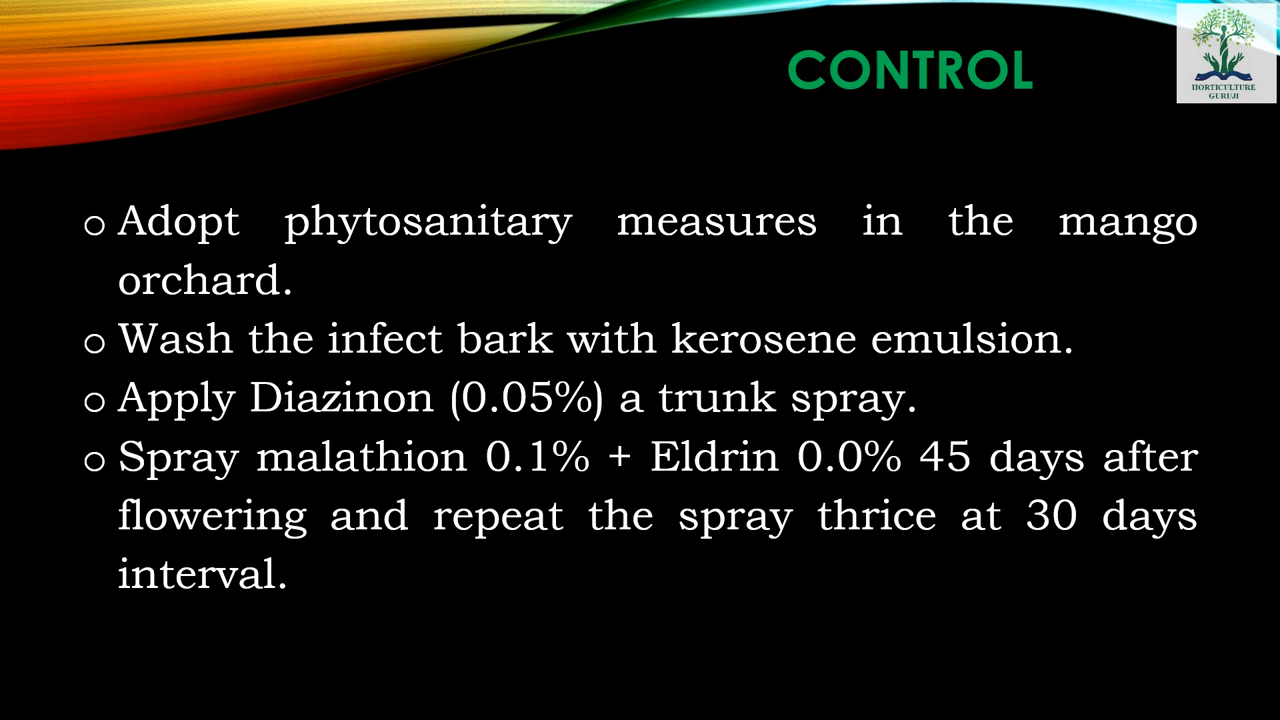 CONTROL
HORTICULTURE
GURUJI
o Adopt phytosanitary measures in the mango
orchard.
o Wash the infect bark with kerosene emulsion.
o Apply Diazinon (0.05%) a trunk spray.
o Spray malathion 0.1% + Eldrin 0.0% 45 days after
flowering and repeat the spray thrice at 30 days
interval.